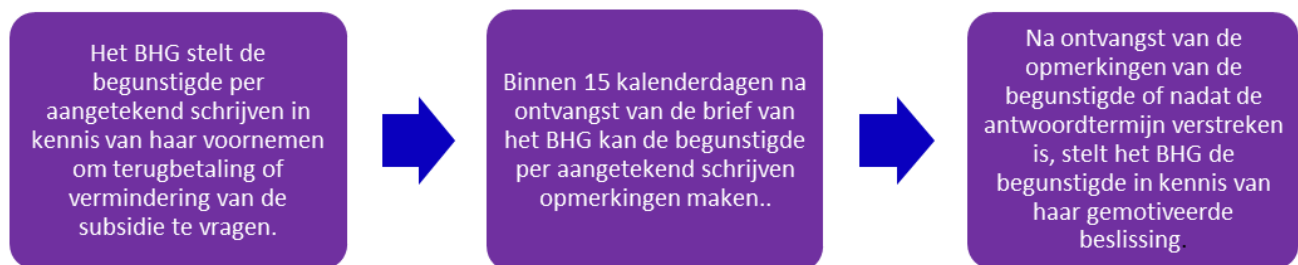 Het BHG stelt de
begunstigde per
aangetekend schrijven in
kennis van haar voornemen
om terugbetaling of
vermindering van de
subsidie te vragen.
Binnen 15 kalenderdagen na
ontvangst van de brief van
het BHG kan de begunstigde
per aangetekend schrijven
opmerkingen maken..
Na ontvangst van de
opmerkingen van de
begunstigde of nadat de
antwoordtermijn verstreken
is, stelt het BHG de
begunstigde in kennis van
haar gemotiveerde
beslissing.